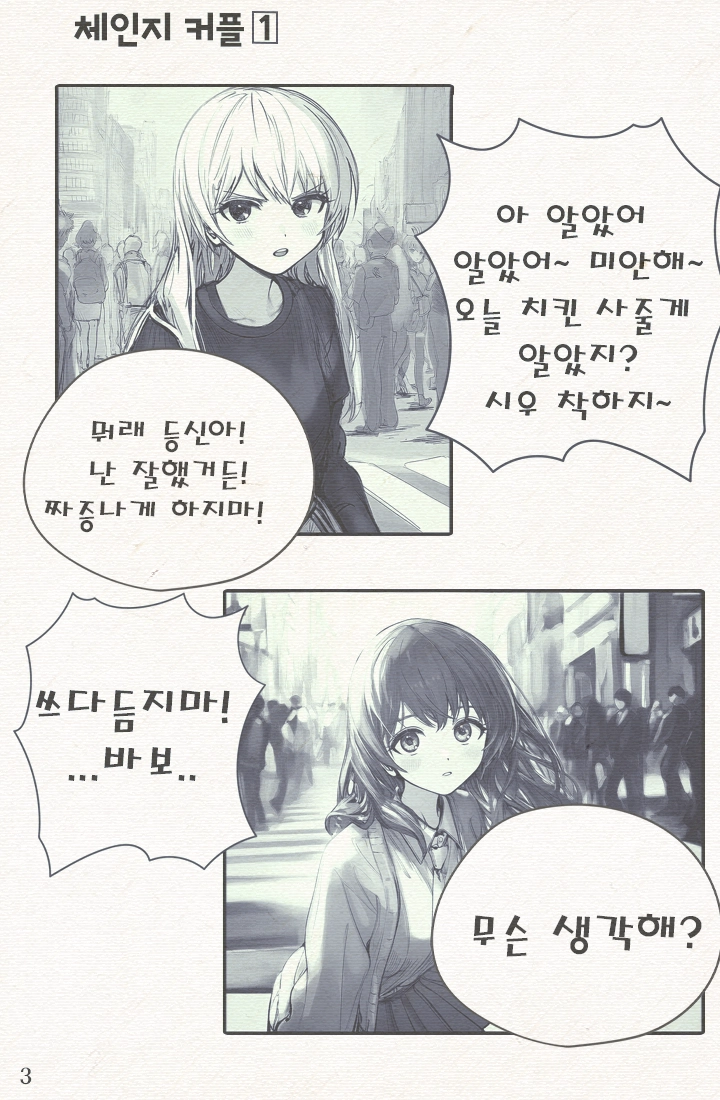 체인지 커플 1
아 알았어
알았어~ 미안해~
오늘 치킨 사줄게
알았지?
시우 착하지~
뭐래 등신아!
난 잘했거든!
짜증나게 하지마!
쓰다듬지마!
...바보..
무슨 생각해?
3